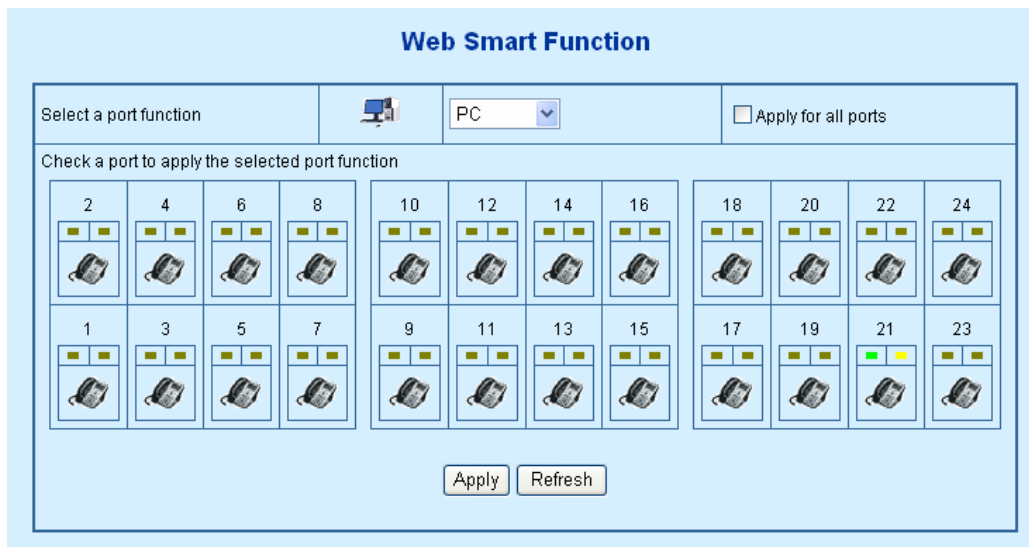 Web Smart Function
Select a port function
PC
Apply for all ports
Check a port to apply the selected port function
2 4 6 8 10 12 14 16 18 20 22 24
1 3 5 7 9 11 13 15 17 19 21 23
Apply Refresh